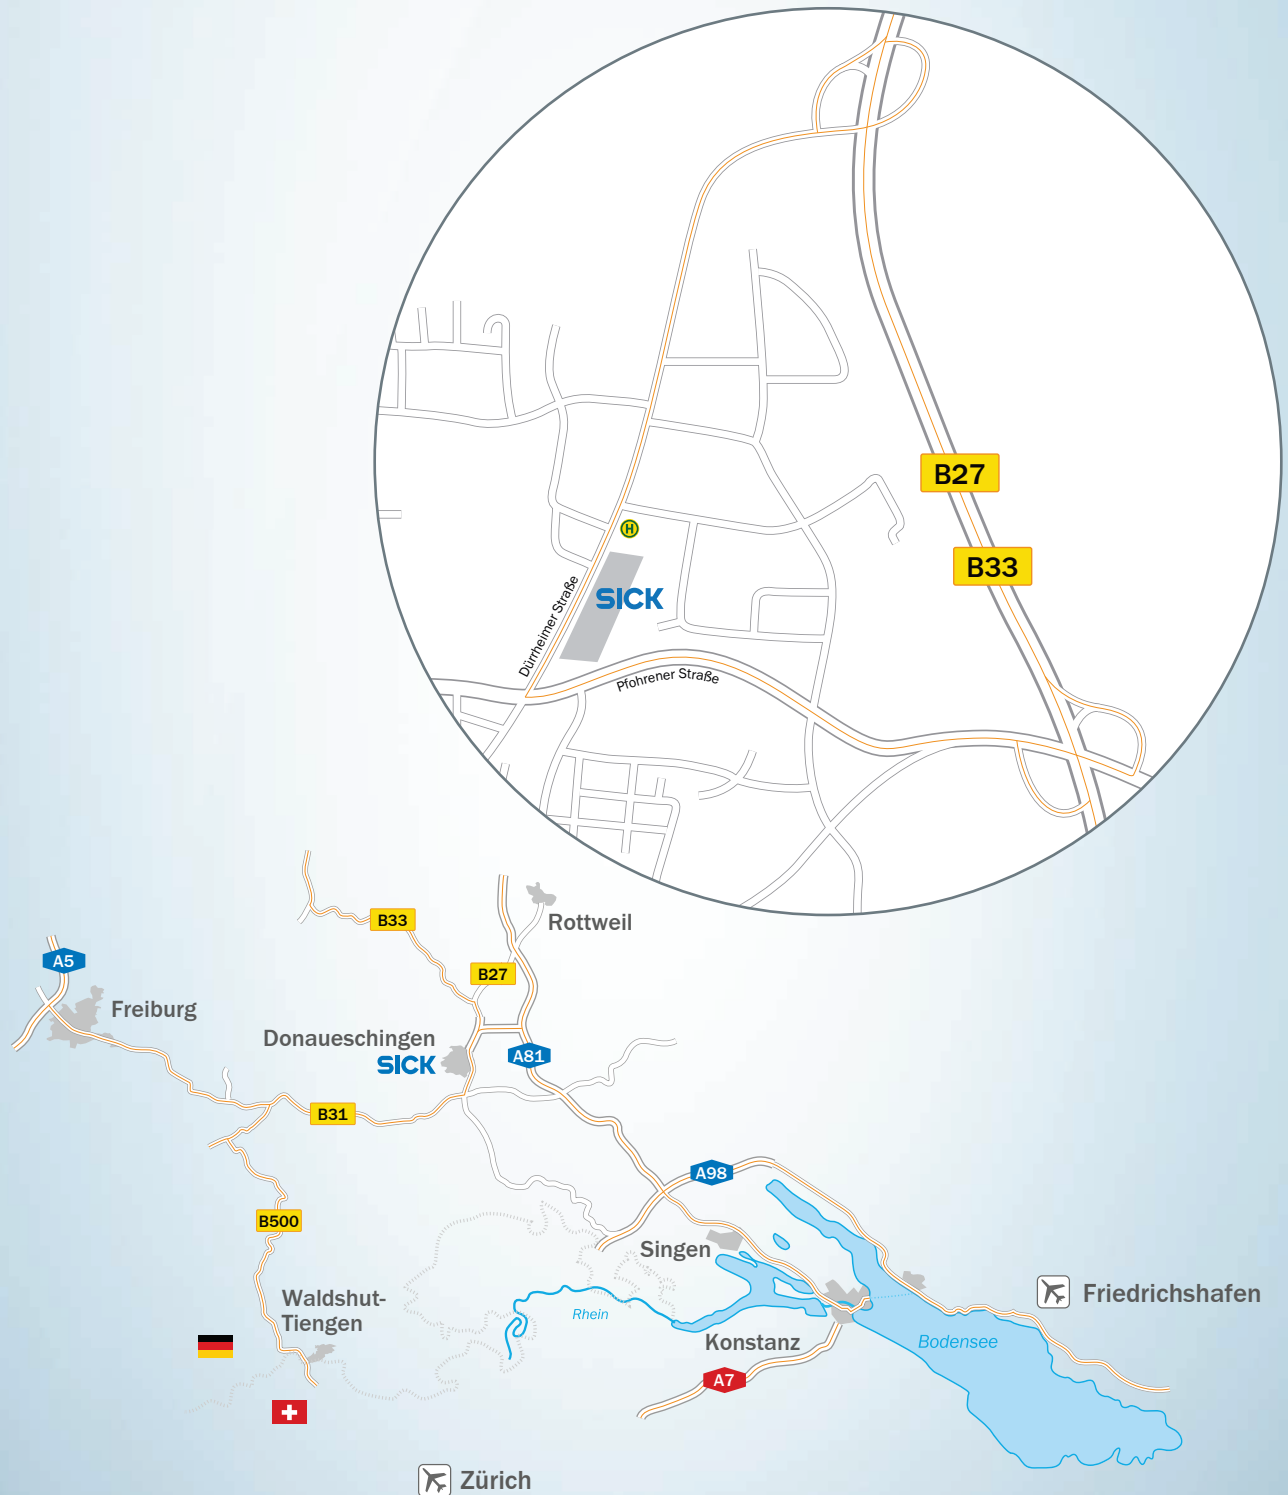 B27
B33
H
SICK
Dürrheimer Straße
Pfohrener Straße
B33
Rottweil
A5
B27
Freiburg
Donaueschingen
SICK
A81
B31
A98
B500
Singen
Waldshut-
Tiengen
Rhein
Friedrichshafen
Konstanz
Bodensee
A7
Zürich